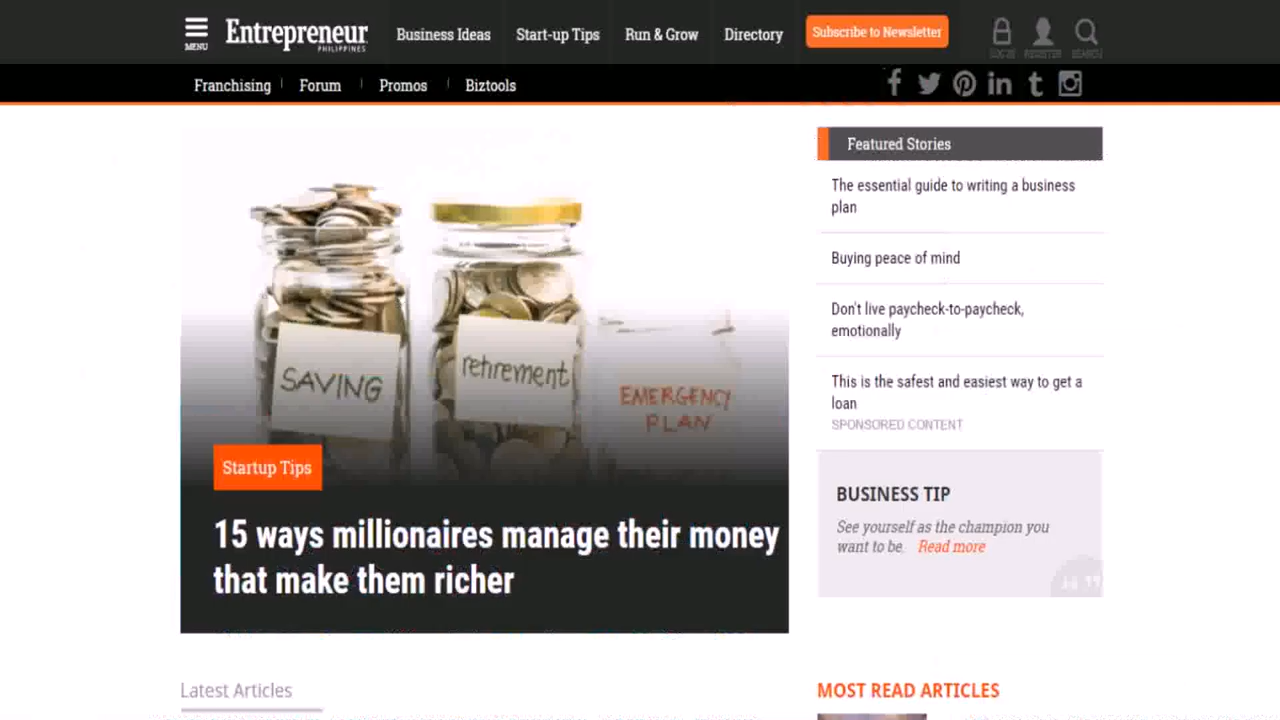 MENU
Entrepreneur
PHILIPPINES
Business Ideas
Start-up Tips
Run & Grow
Directory
Subscribe to Newsletter
LOG IN
REGISTER
SEARCH
Franchising
Forum
Promos
Biztools
SAVING
retirement
EMERGENCY
PLAN
Startup Tips
15 ways millionaires manage their money
that make them richer
Featured Stories
The essential guide to writing a business
plan
Buying peace of mind
Don't live paycheck-to-paycheck,
emotionally
This is the safest and easiest way to get a
loan
SPONSORED CONTENT
BUSINESS TIP
See yourself as the champion you
want to be. Read more
Latest Articles
MOST READ ARTICLES